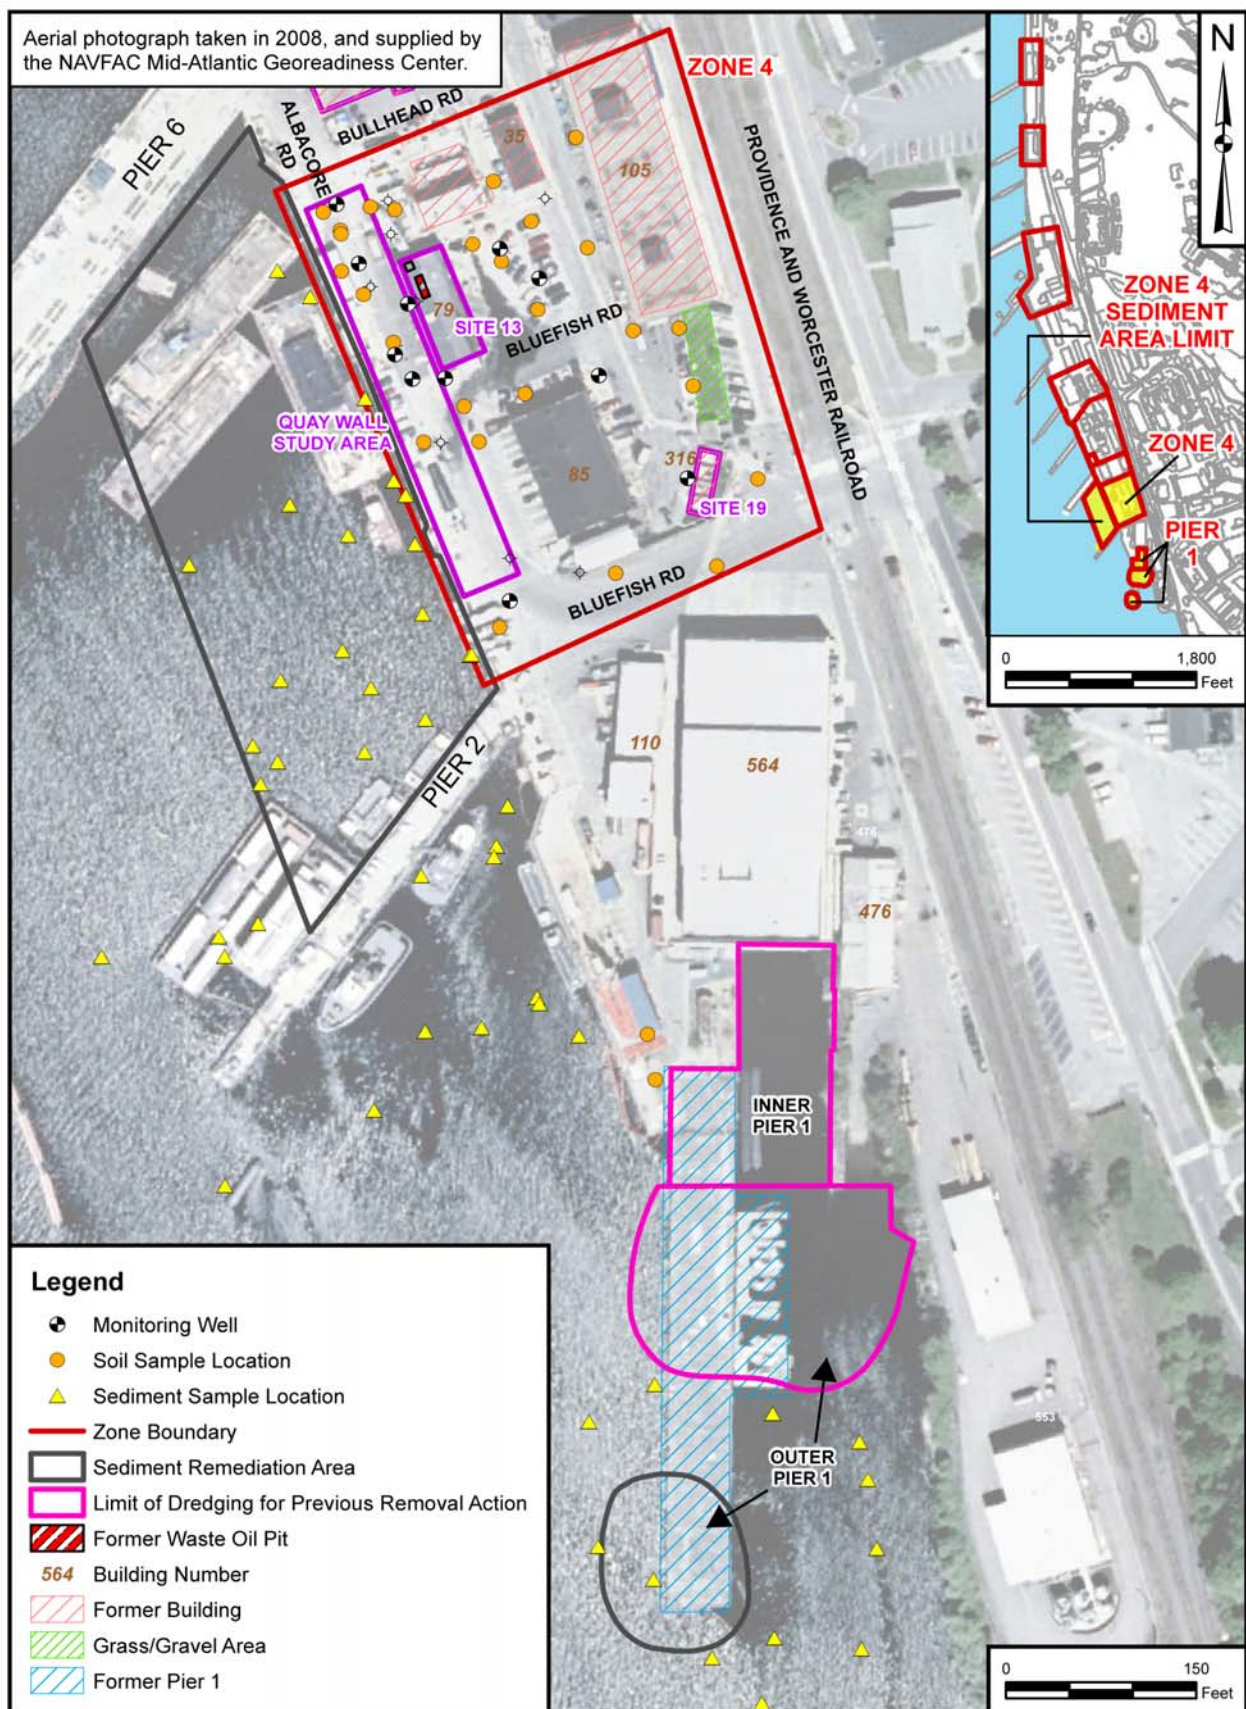 Aerial photograph taken in 2008, and supplied by
the NAVFAC Mid-Atlantic Georeadiness Center.
ZONE 4
N
PIER 6
ALBACORE
RD
BULLHEAD RD
35
105
PROVIDENCE AND WORCESTER RAILROAD
79
SITE 13
BLUEFISH RD
QUAY WALL
STUDY AREA
85
316
SITE 19
BLUEFISH RD
ZONE 4
SEDIMENT
AREA LIMIT
ZONE 4
PIER
1
0
1,800
Feet
PIER 2
110
564
476
476
INNER
PIER 1
OUTER
PIER 1
553
Legend
Monitoring Well
Soil Sample Location
Sediment Sample Location
Zone Boundary
Sediment Remediation Area
Limit of Dredging for Previous Removal Action
Former Waste Oil Pit
564 Building Number
Former Building
Grass/Gravel Area
Former Pier 1
0
150
Feet